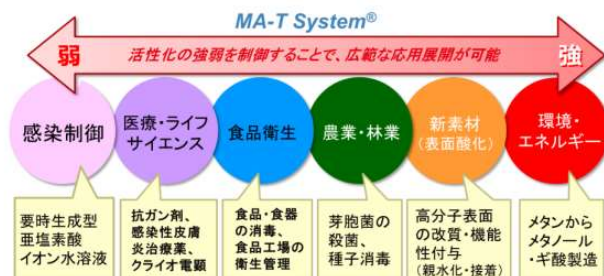 MA-T System®
弱
活性化の強弱を制御することで、広範な応用展開が可能
強
感染制御
医療・ライフ
サイエンス
食品衛生
農業・林業
新素材
(表面酸化)
環境・
エネルギー
要時生成型
亜塩素酸
イオン水溶液
抗ガン剤、
感染性皮膚
炎治療薬、
クライオ電顕
食品・食器
の消毒、
食品工場の
衛生管理
芽胞菌の
殺菌、
種子消毒
高分子表面
の改質・機能
性付与
(親水化・接着)
メタンから
メタノール
・ギ酸製造